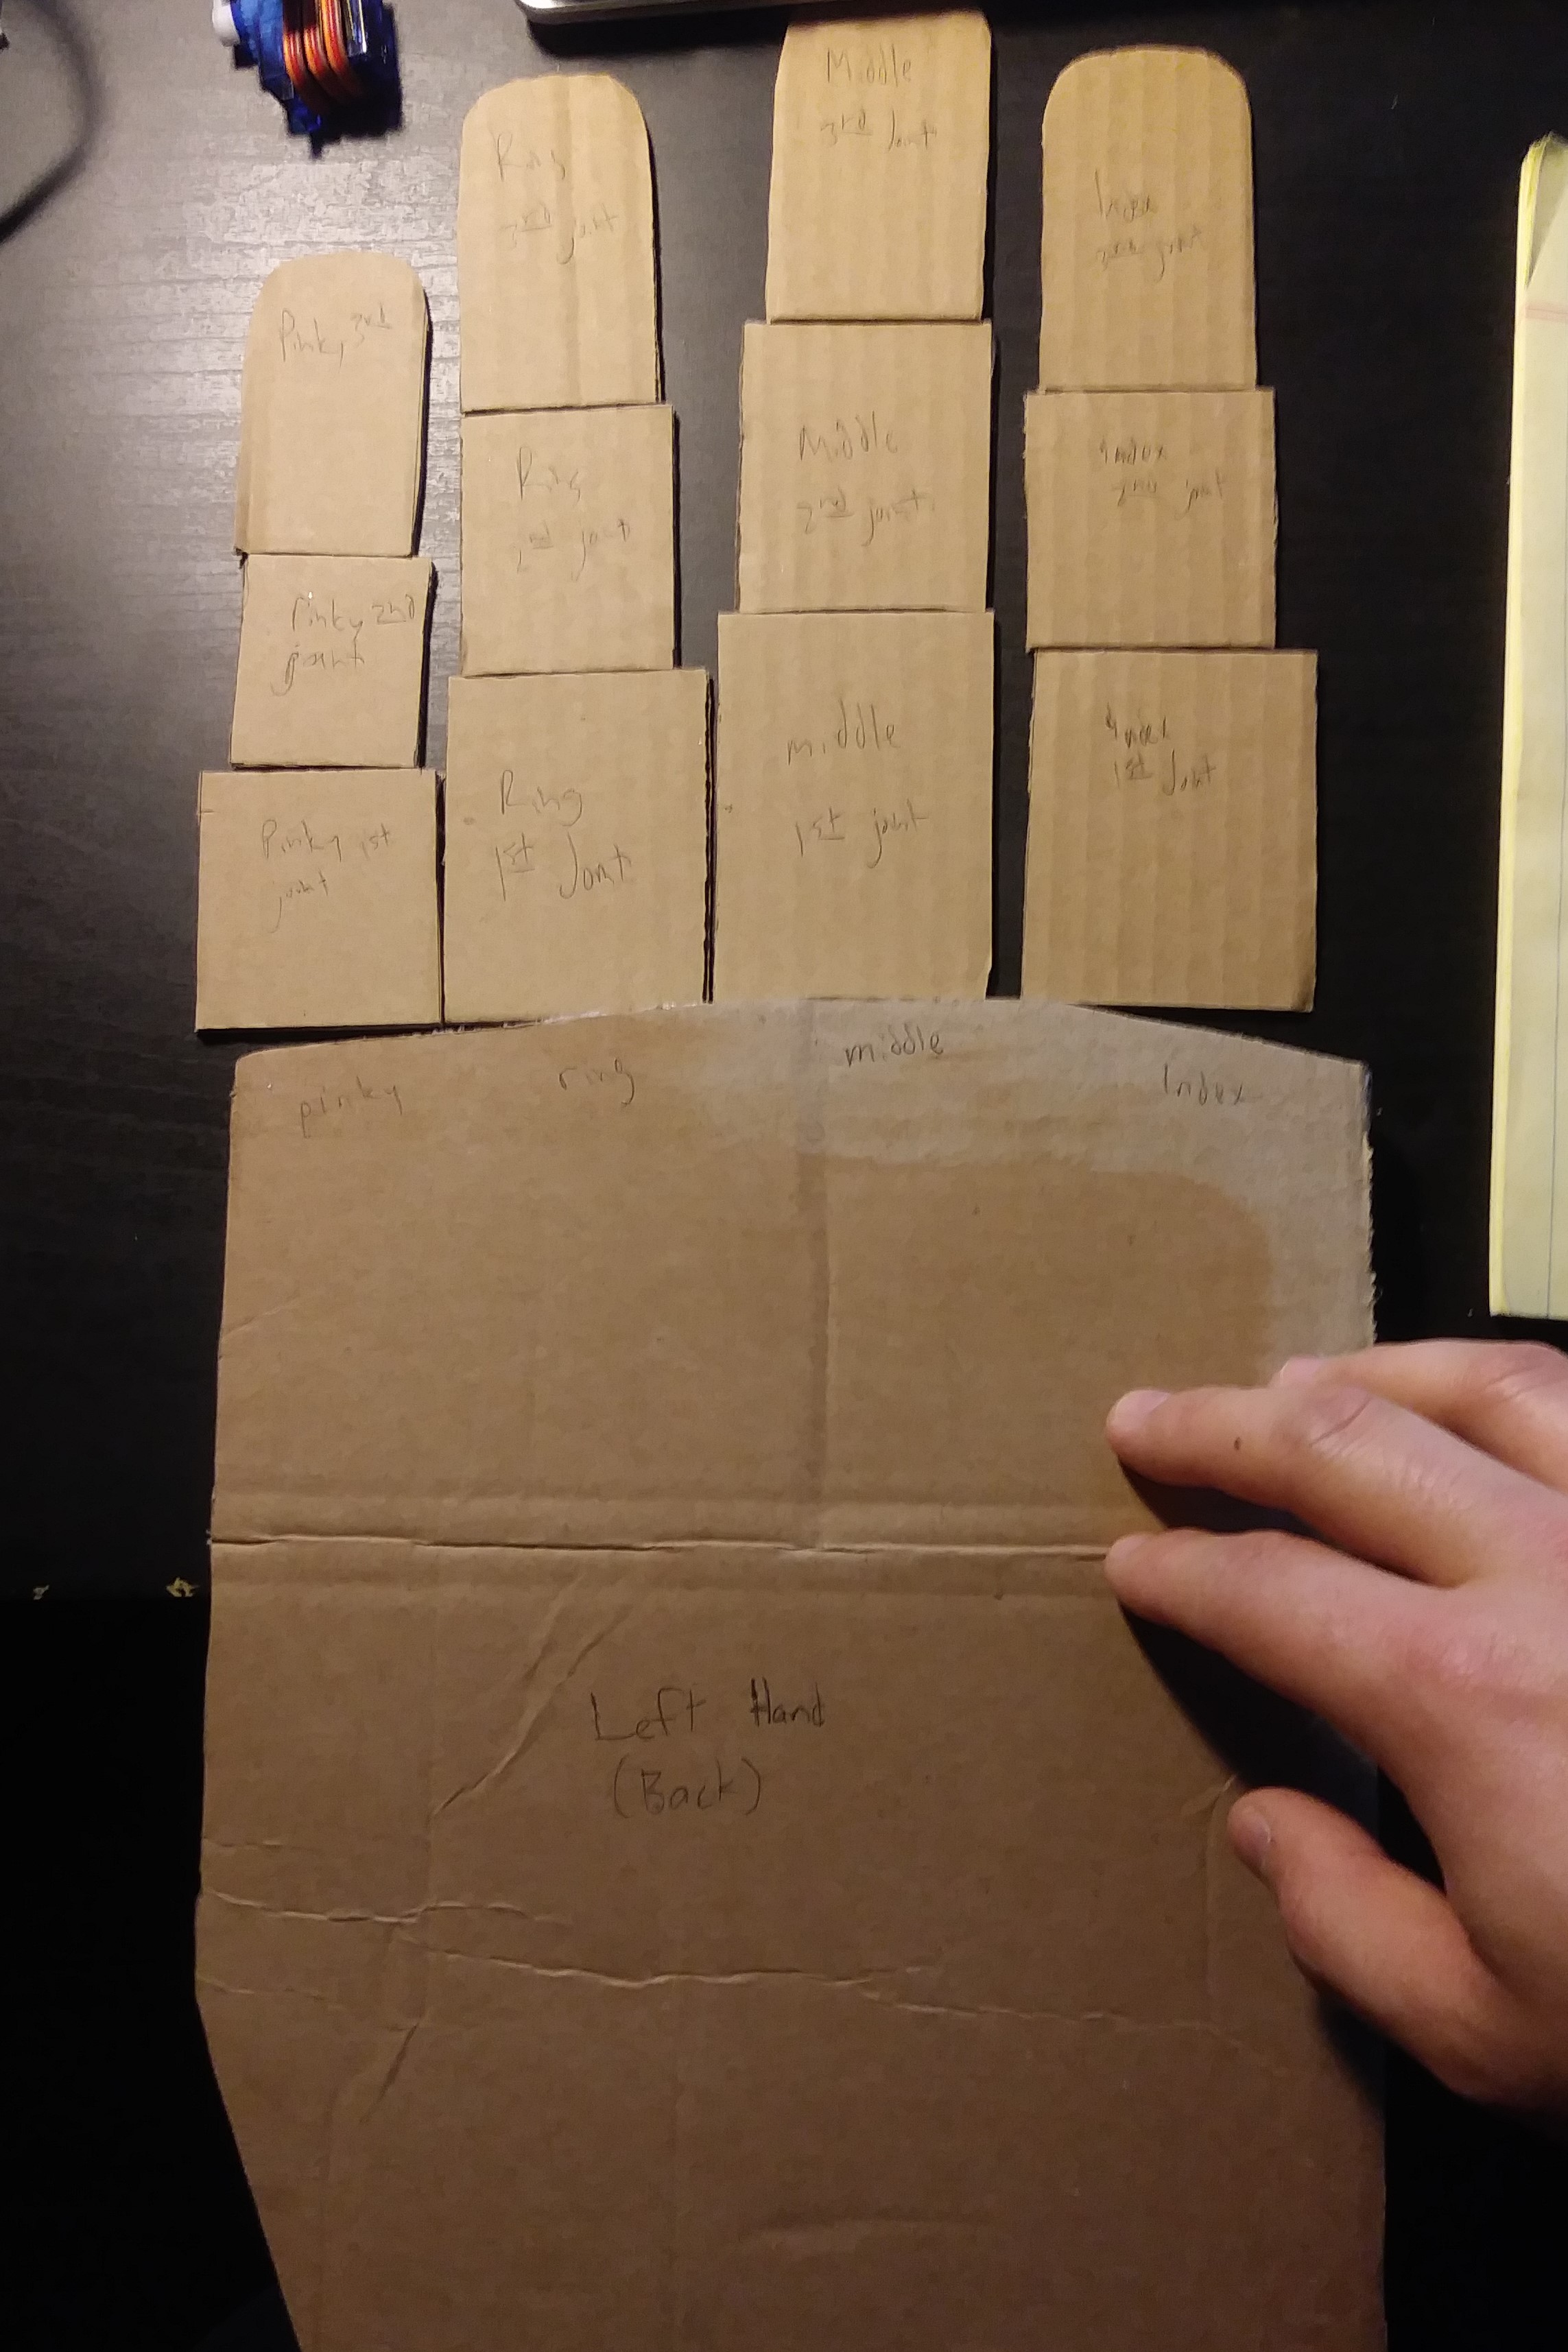 Middle
3rd Joint
Ring
3rd joint
Index
joint
Pinky 3rd
Middle
2nd joint
Index
2nd joint
Ring
2nd joint
Pinky 2nd
joint
middle
1st joint
Index
1st Joint
Ring
1st Joint
Pinky 1st
joint
pinky ring middle Index
Left Hand
(Back)